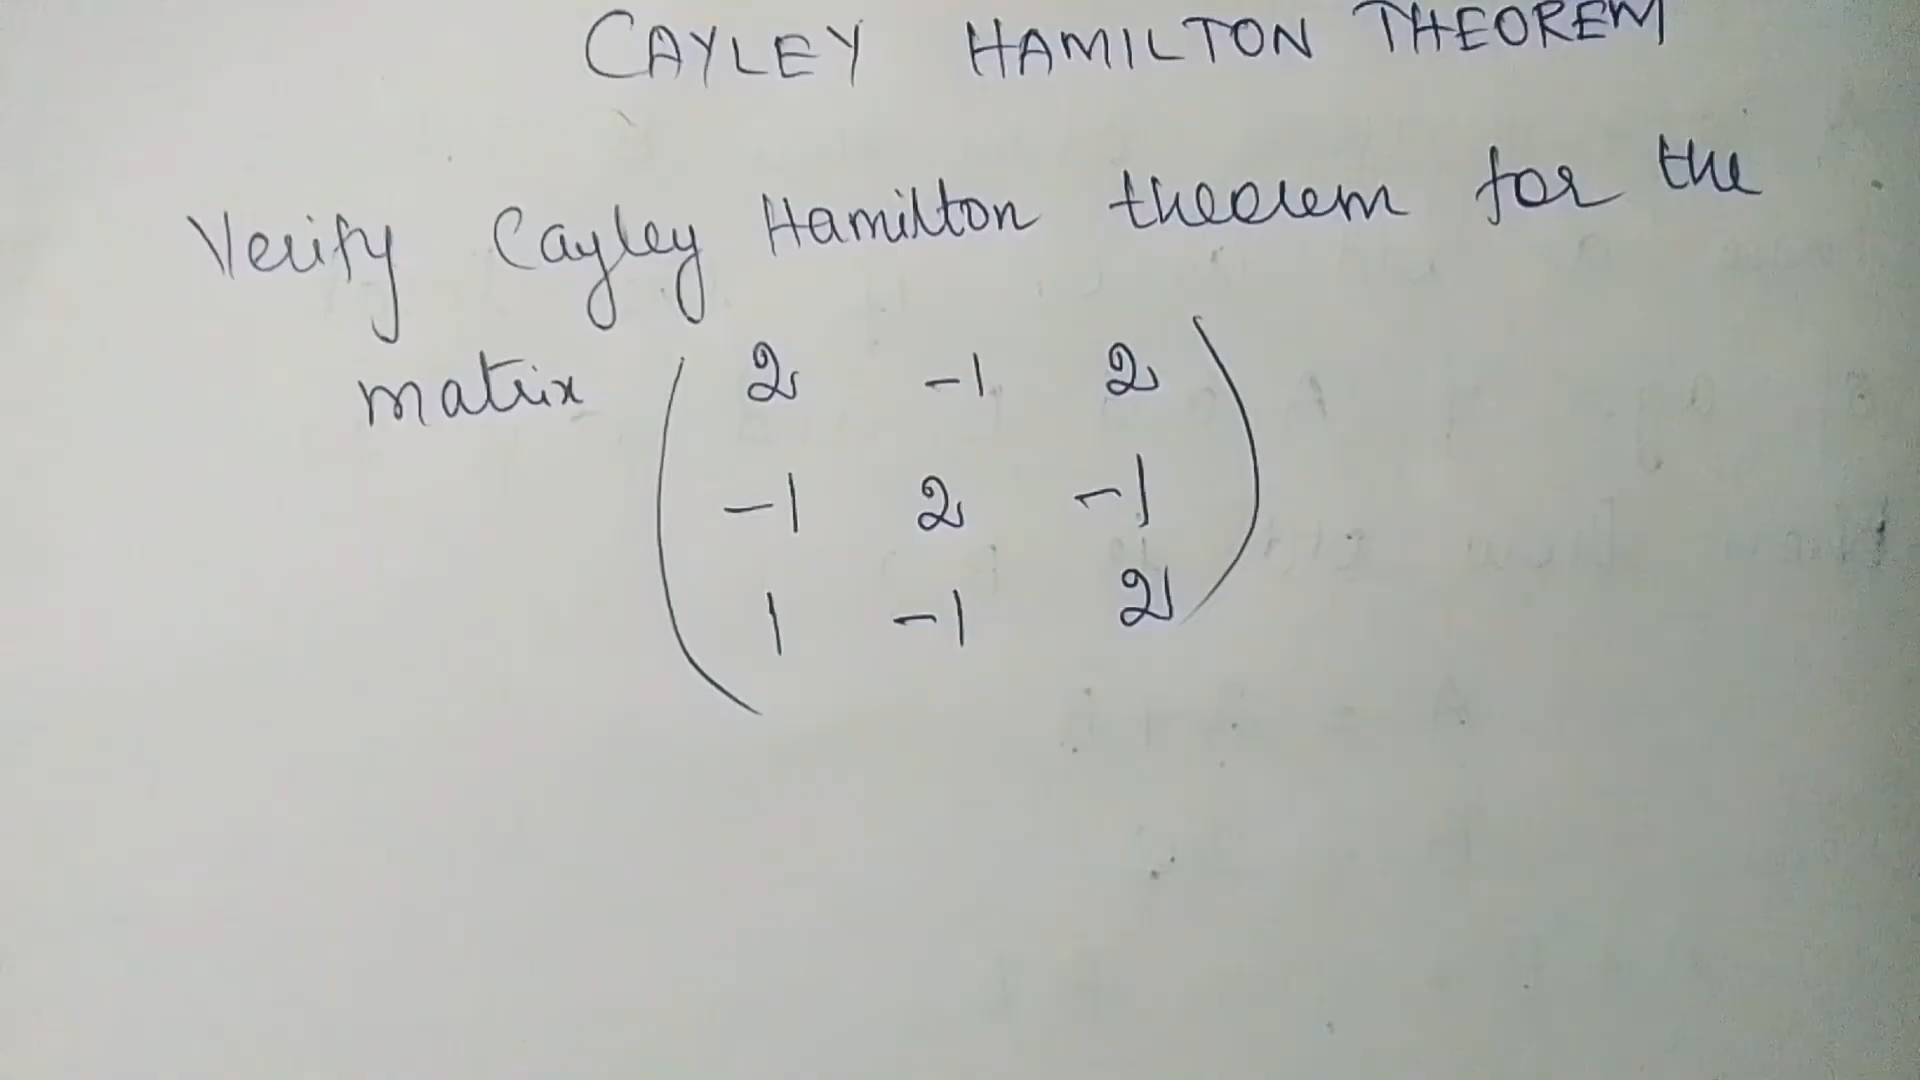 CAYLEY HAMILTON THEOREM
Verify Cayley Hamilton theorem for the
matrix ( 2 -1 2
-1 2 -1
1 -1 2 )